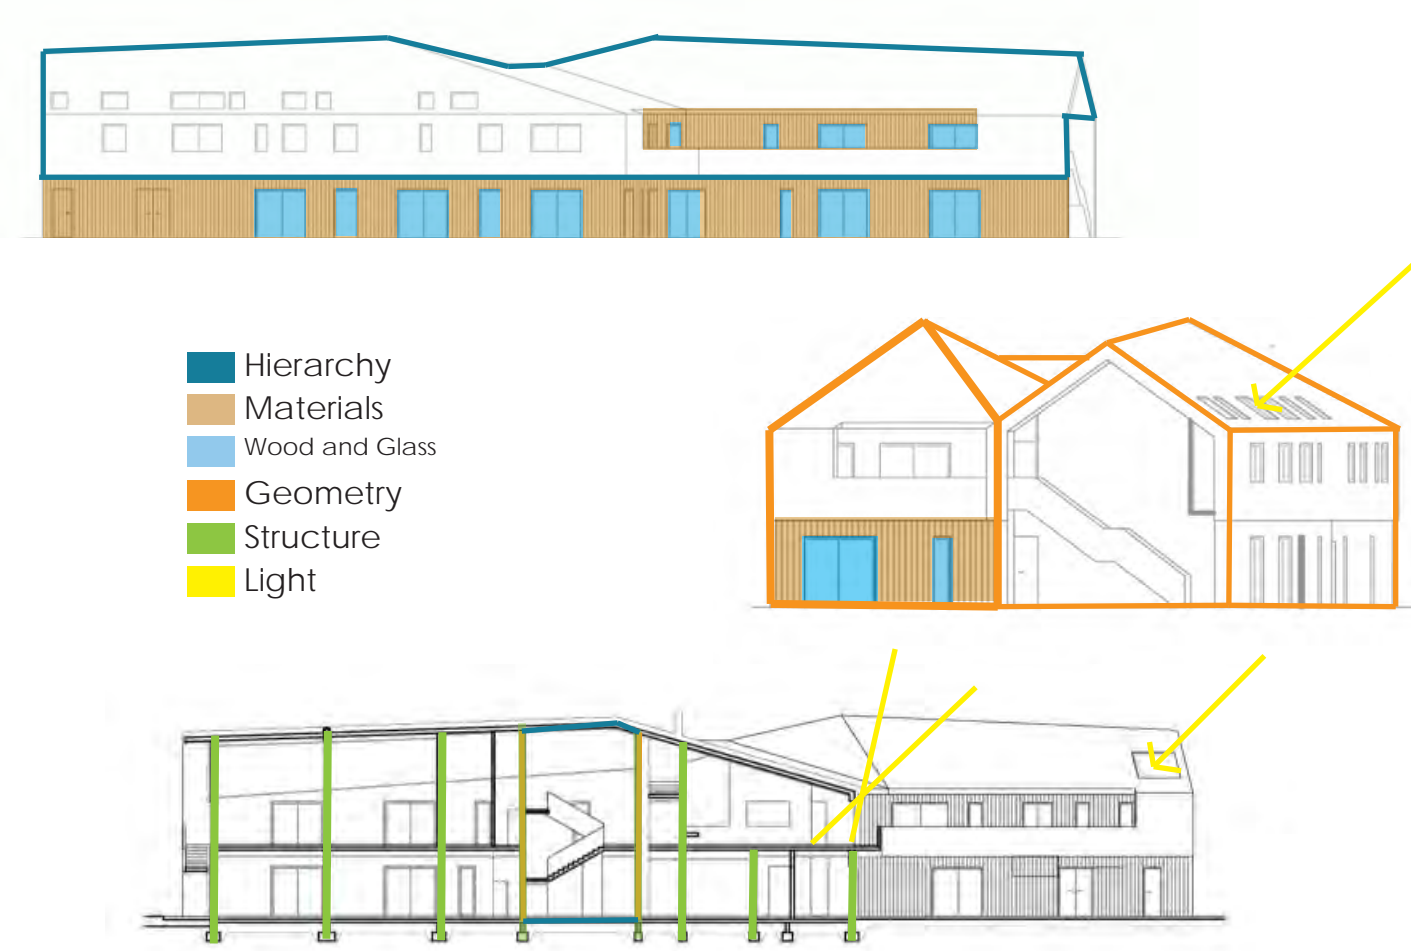 Hierarchy
Materials
Wood and Glass
Geometry
Structure
Light